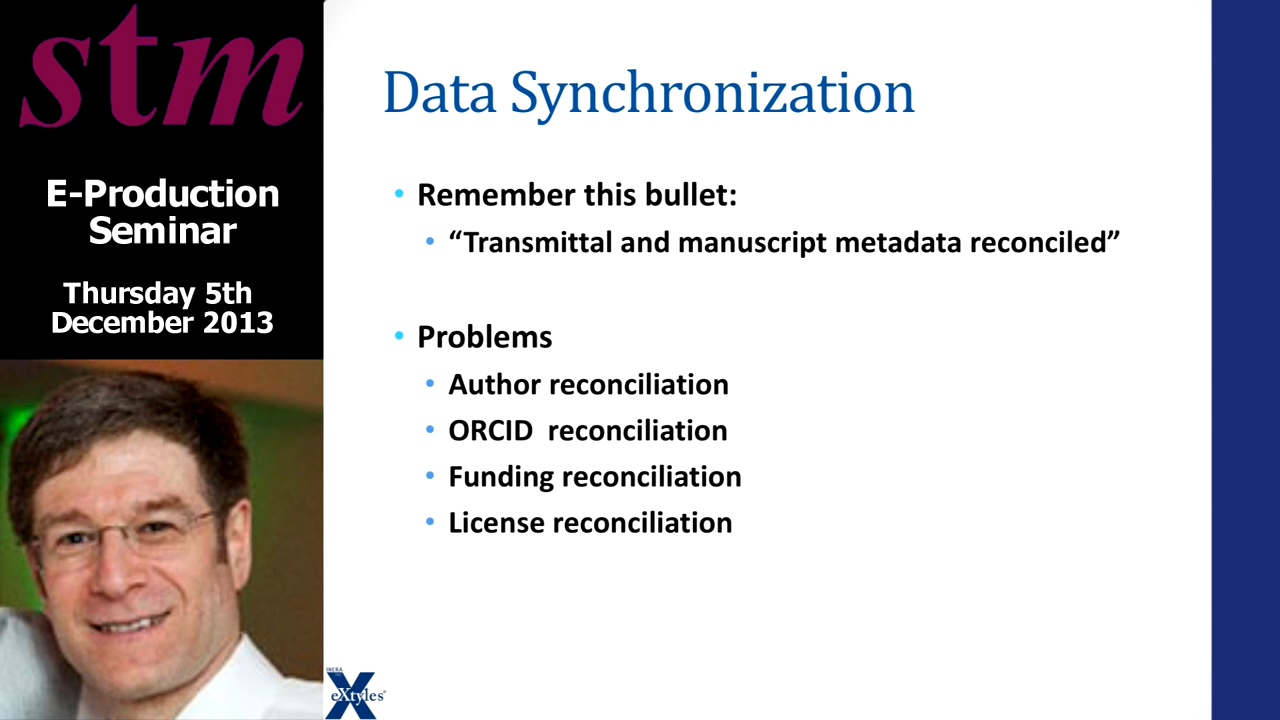 stm
E-Production
Seminar
Thursday 5th
December 2013
Data Synchronization
• Remember this bullet:
• “Transmittal and manuscript metadata reconciled”
• Problems
• Author reconciliation
• ORCID  reconciliation
• Funding reconciliation
• License reconciliation
INERA
eXtyles®